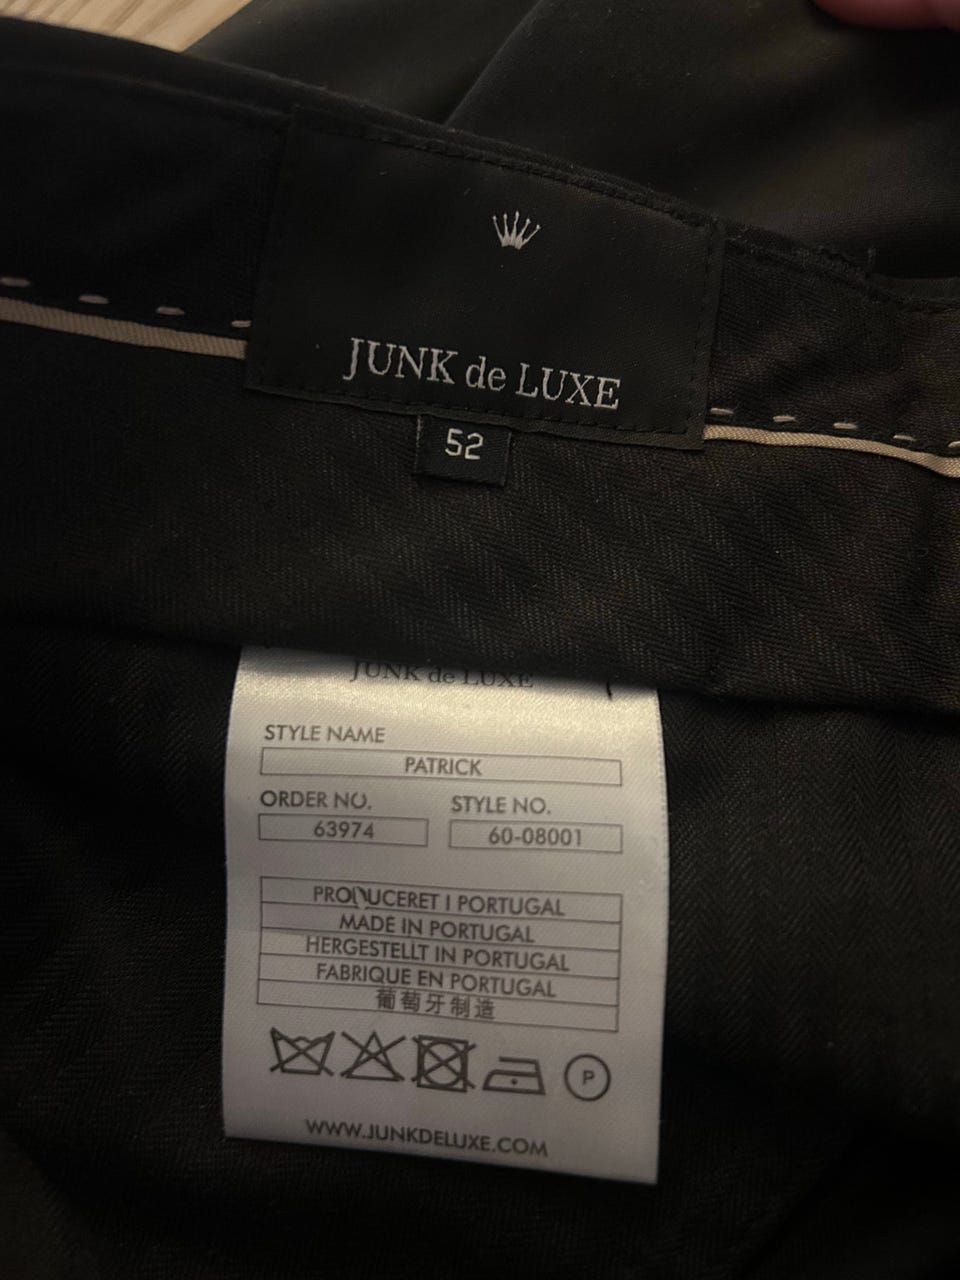 JUNK de LUXE
52
JUNK de LUXE
STYLE NAME
PATRICK
ORDER NO. STYLE NO.
63974 60-08001
PRODUCERET I PORTUGAL
MADE IN PORTUGAL
HERGESTELLT IN PORTUGAL
FABRIQUE EN PORTUGAL
葡萄牙制造
P
WWW.JUNKDELUXE.COM